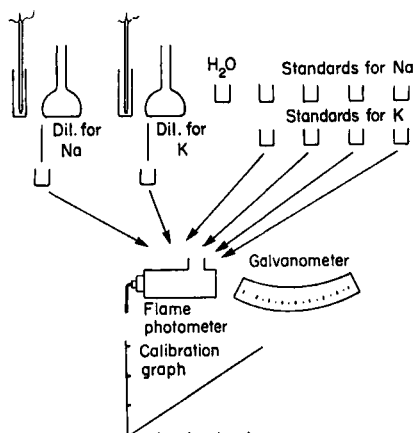 H2O
Standards for Na
Dil. for
Na
Dil. for
K
Standards for K
Galvanometer
Flame
photometer
Calibration
graph